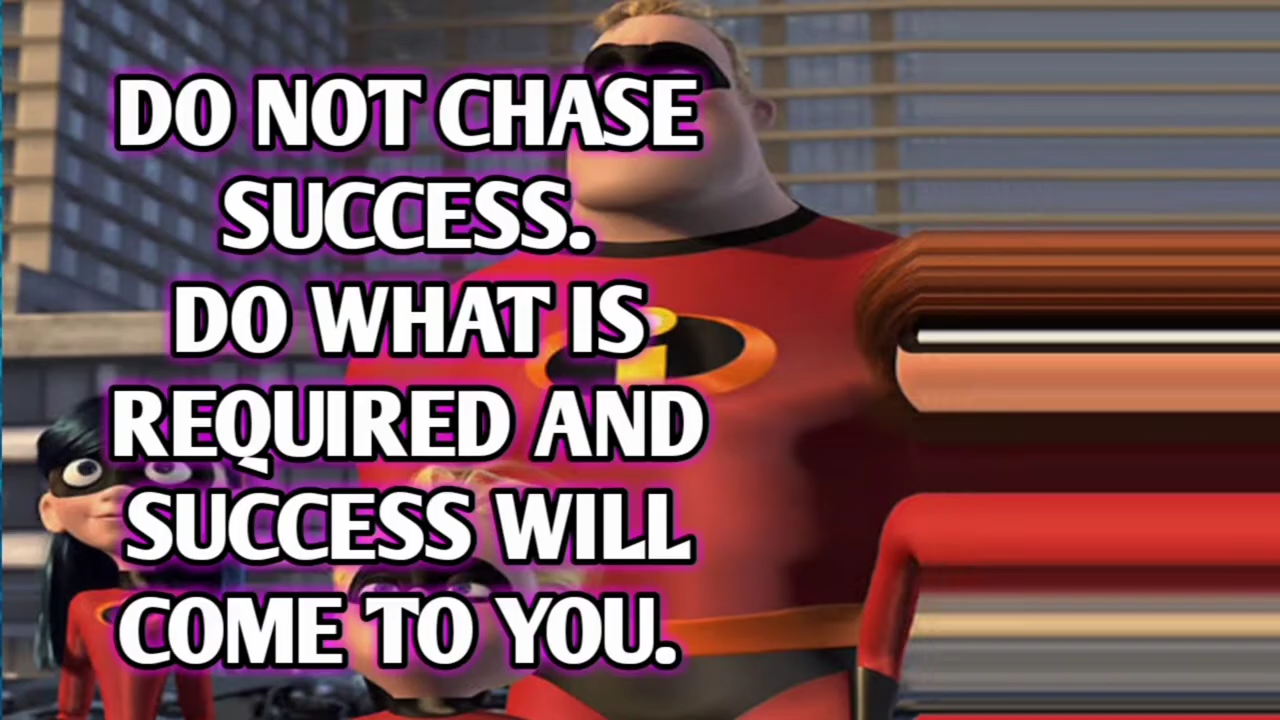 DO NOT CHASE
SUCCESS.
DO WHAT IS
REQUIRED AND
SUCCESS WILL
COME TO YOU.